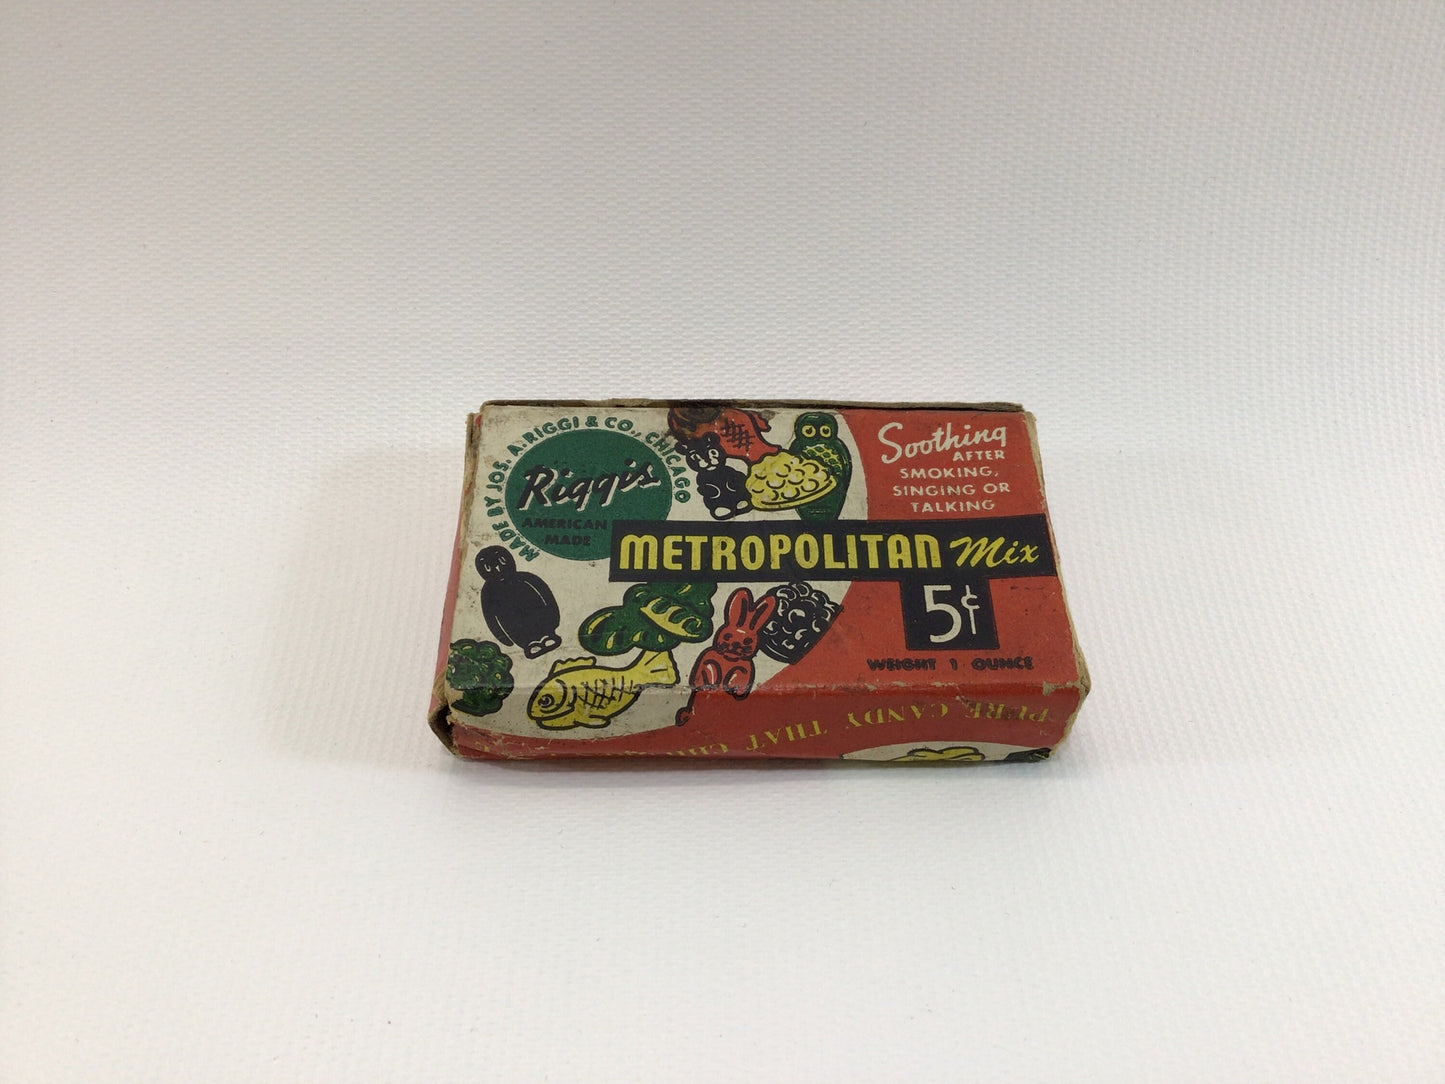 MADE BY JOS. A. RIGGI & CO., CHICAGO
Riggi's
AMERICAN
MADE
Soothing
AFTER
SMOKING,
SINGING OR
TALKING
METROPOLITAN Mix
5¢
WEIGHT 1 OUNCE
PURE CANDY THAT